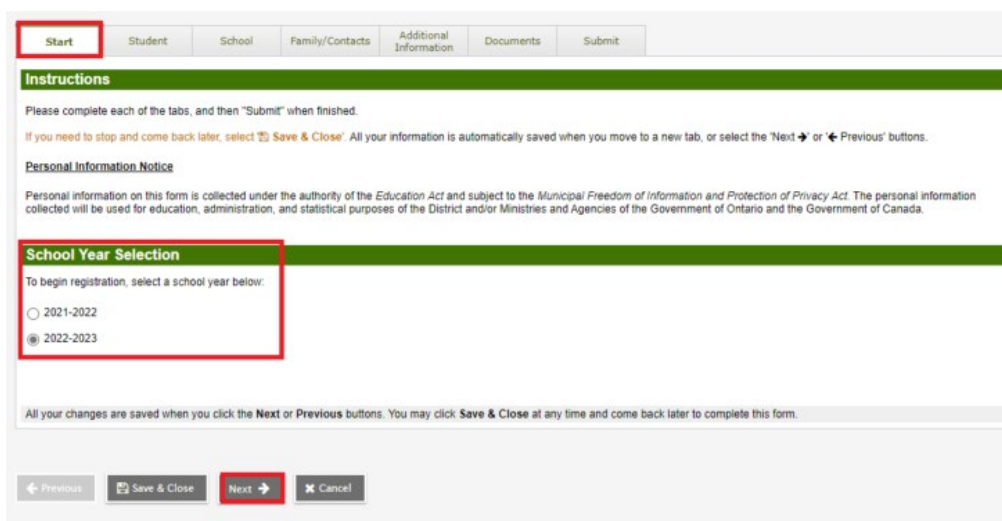 Start Student School Family/Contacts Additional Information Documents Submit
Instructions
Please complete each of the tabs, and then "Submit" when finished.
If you need to stop and come back later, select ' Save & Close'. All your information is automatically saved when you move to a new tab, or select the 'Next →' or '← Previous' buttons.
Personal Information Notice
Personal information on this form is collected under the authority of the Education Act and subject to the Municipal Freedom of Information and Protection of Privacy Act. The personal information
collected will be used for education, administration, and statistical purposes of the District and/or Ministries and Agencies of the Government of Ontario and the Government of Canada.
School Year Selection
To begin registration, select a school year below:
2021-2022
2022-2023
All your changes are saved when you click the Next or Previous buttons. You may click Save & Close at any time and come back later to complete this form.
← Previous Save & Close Next → ✖ Cancel